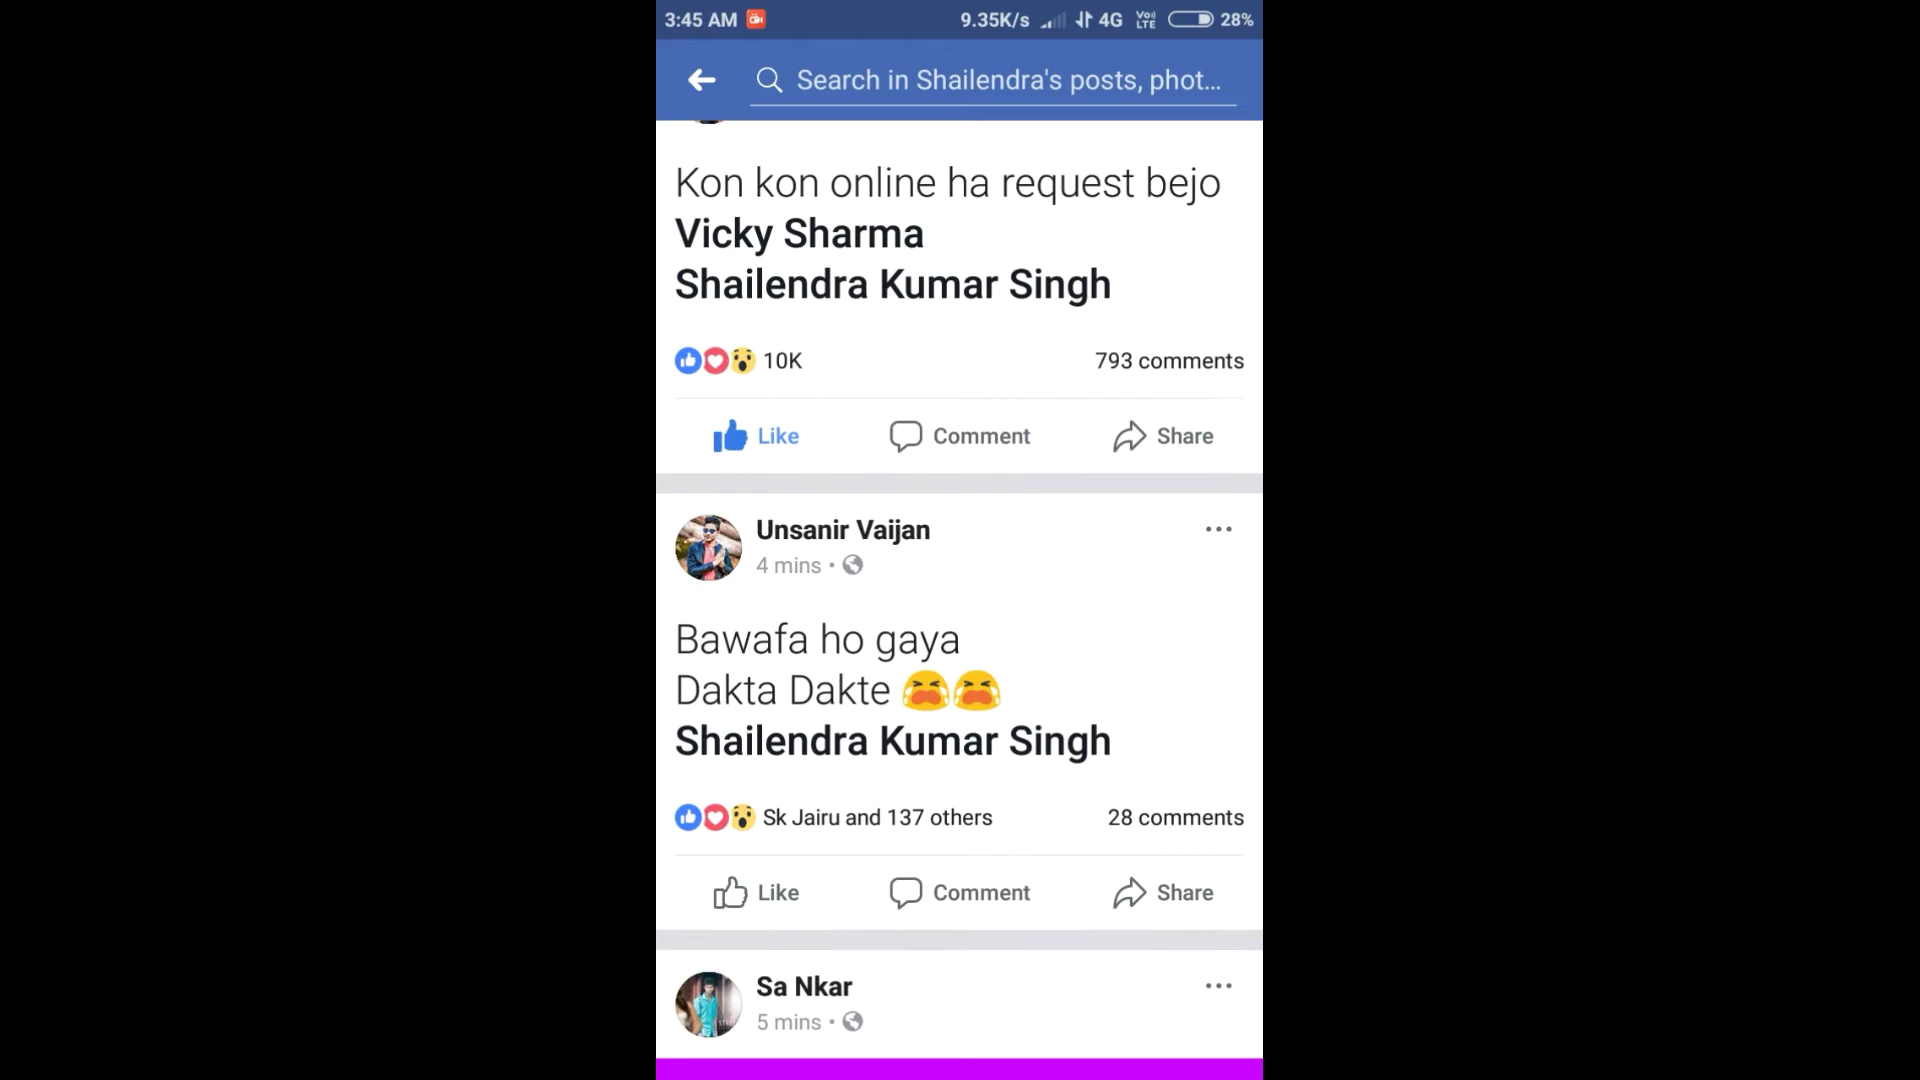 3:45 AM 9.35K/s 4G Vo)) LTE 28%
Search in Shailendra's posts, phot...
Kon kon online ha request bejo
Vicky Sharma
Shailendra Kumar Singh
10K 793 comments
Like Comment Share
Unsanir Vaijan
4 mins •
Bawafa ho gaya
Dakta Dakte 😭😭
Shailendra Kumar Singh
Sk Jairu and 137 others 28 comments
Like Comment Share
Sa Nkar
5 mins •